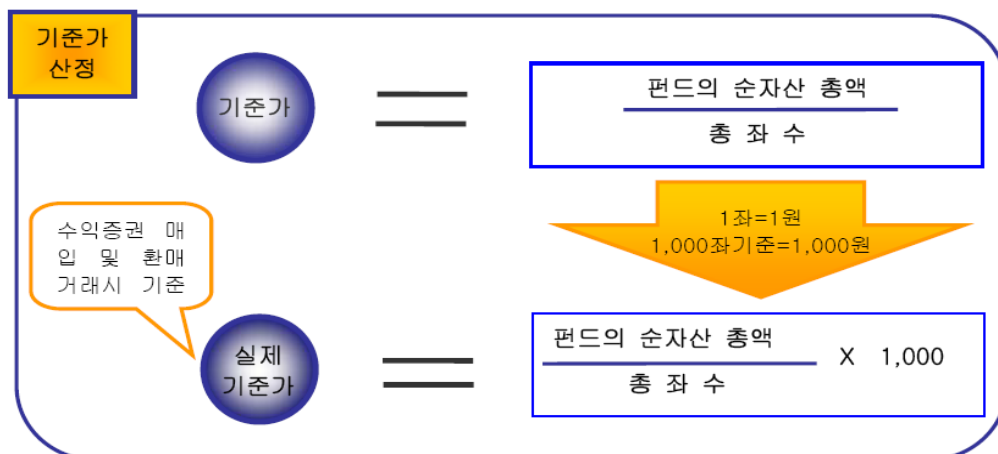 기준가
산정
기준가
펀드의 순자산 총액
총 좌 수
1좌=1원
1,000좌기준=1,000원
수익증권 매
입 및 환매
거래시 기준
실제
기준가
펀드의 순자산 총액
X 1,000
총 좌 수